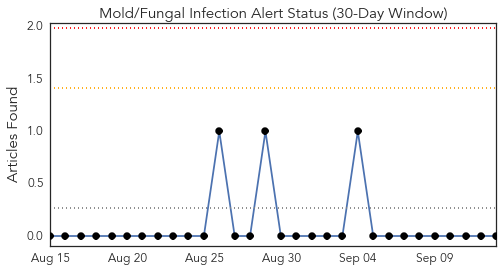 Mold/Fungal Infection Alert Status (30-Day Window)
Articles Found
2.0
1.5
1.0
0.5
0.0
Aug 15 Aug 20 Aug 25 Aug 30 Sep 04 Sep 09